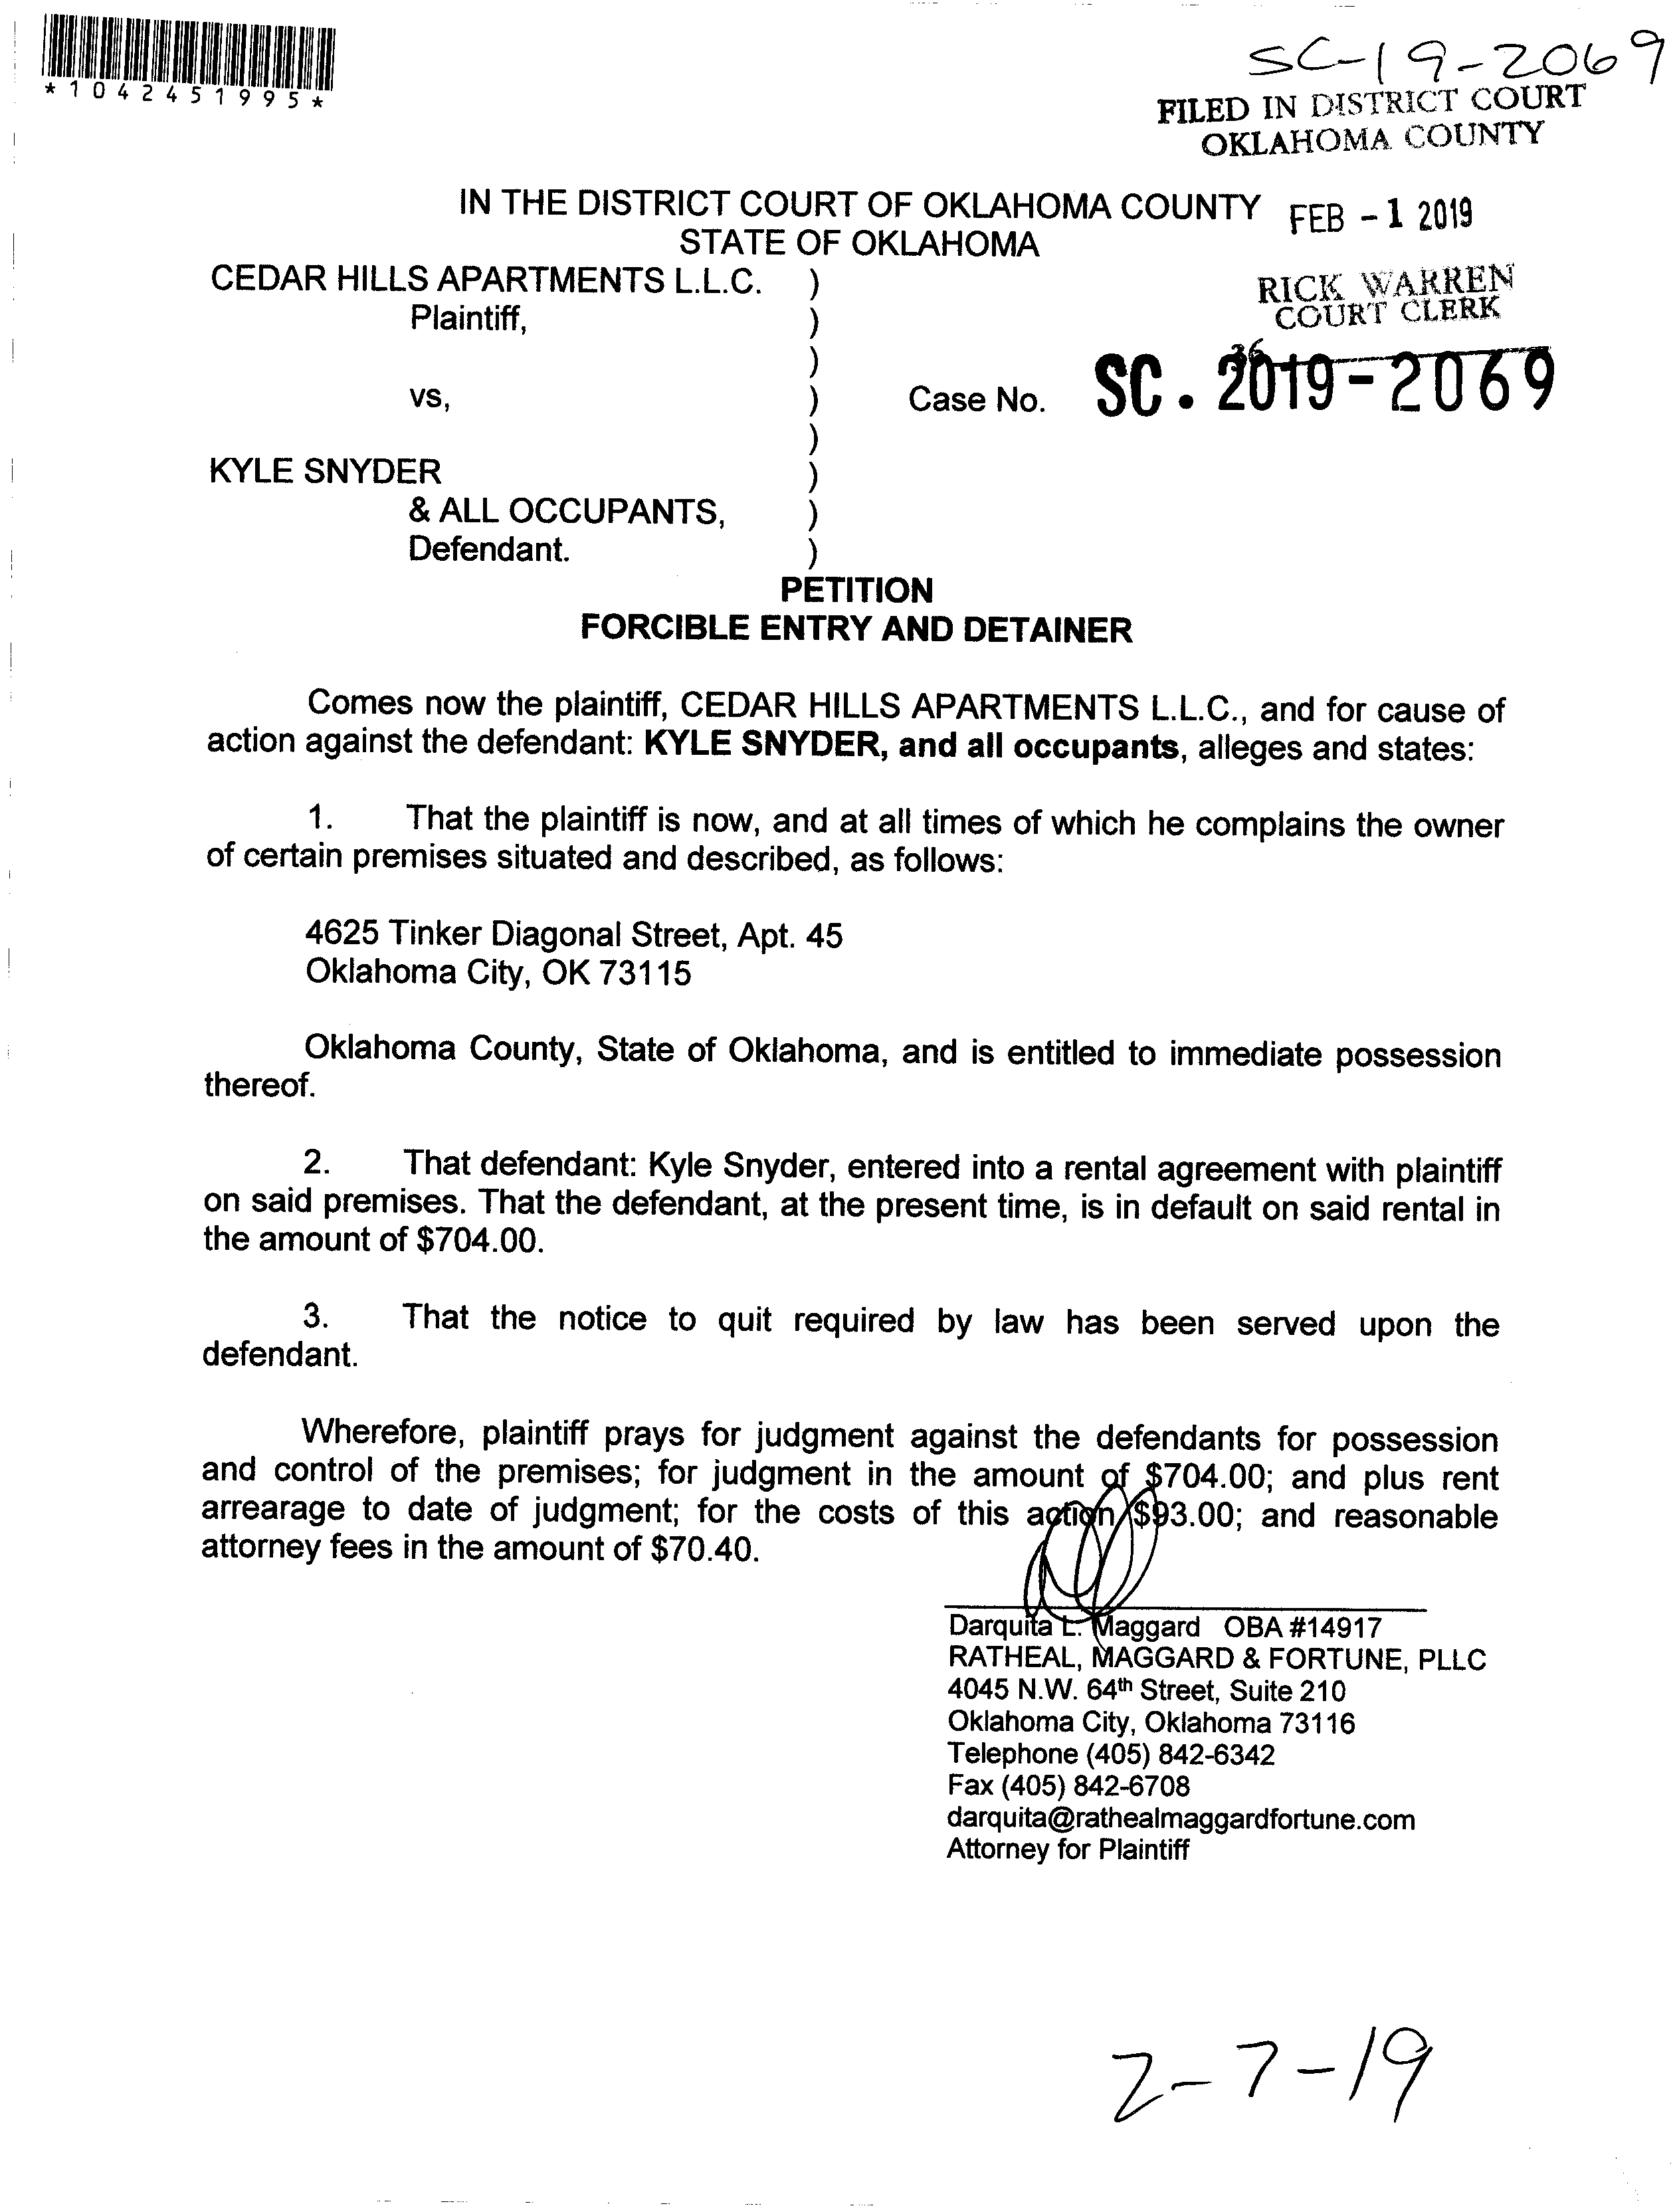 SC-19-2069
*1042451995*
FILED IN DISTRICT COURT
OKLAHOMA COUNTY
IN THE DISTRICT COURT OF OKLAHOMA COUNTY
FEB -1 2019
STATE OF OKLAHOMA
CEDAR HILLS APARTMENTS L.L.C. )
RICK WARREN
COURT CLERK
Plaintiff, )
)
36
vs, ) Case No. SC. 2019-2069
)
KYLE SNYDER )
& ALL OCCUPANTS, )
Defendant. )
PETITION
FORCIBLE ENTRY AND DETAINER
Comes now the plaintiff, CEDAR HILLS APARTMENTS L.L.C., and for cause of
action against the defendant: KYLE SNYDER, and all occupants, alleges and states:
1. That the plaintiff is now, and at all times of which he complains the owner
of certain premises situated and described, as follows:
4625 Tinker Diagonal Street, Apt. 45
Oklahoma City, OK 73115
Oklahoma County, State of Oklahoma, and is entitled to immediate possession
thereof.
2. That defendant: Kyle Snyder, entered into a rental agreement with plaintiff
on said premises. That the defendant, at the present time, is in default on said rental in
the amount of $704.00.
3. That the notice to quit required by law has been served upon the
defendant.
Wherefore, plaintiff prays for judgment against the defendants for possession
and control of the premises; for judgment in the amount of $704.00; and plus rent
arrearage to date of judgment; for the costs of this action $93.00; and reasonable
attorney fees in the amount of $70.40.
Darquita L. Maggard OBA #14917
RATHEAL, MAGGARD & FORTUNE, PLLC
4045 N.W. 64th Street, Suite 210
Oklahoma City, Oklahoma 73116
Telephone (405) 842-6342
Fax (405) 842-6708
darquita@rathealmaggardfortune.com
Attorney for Plaintiff
2-7-19